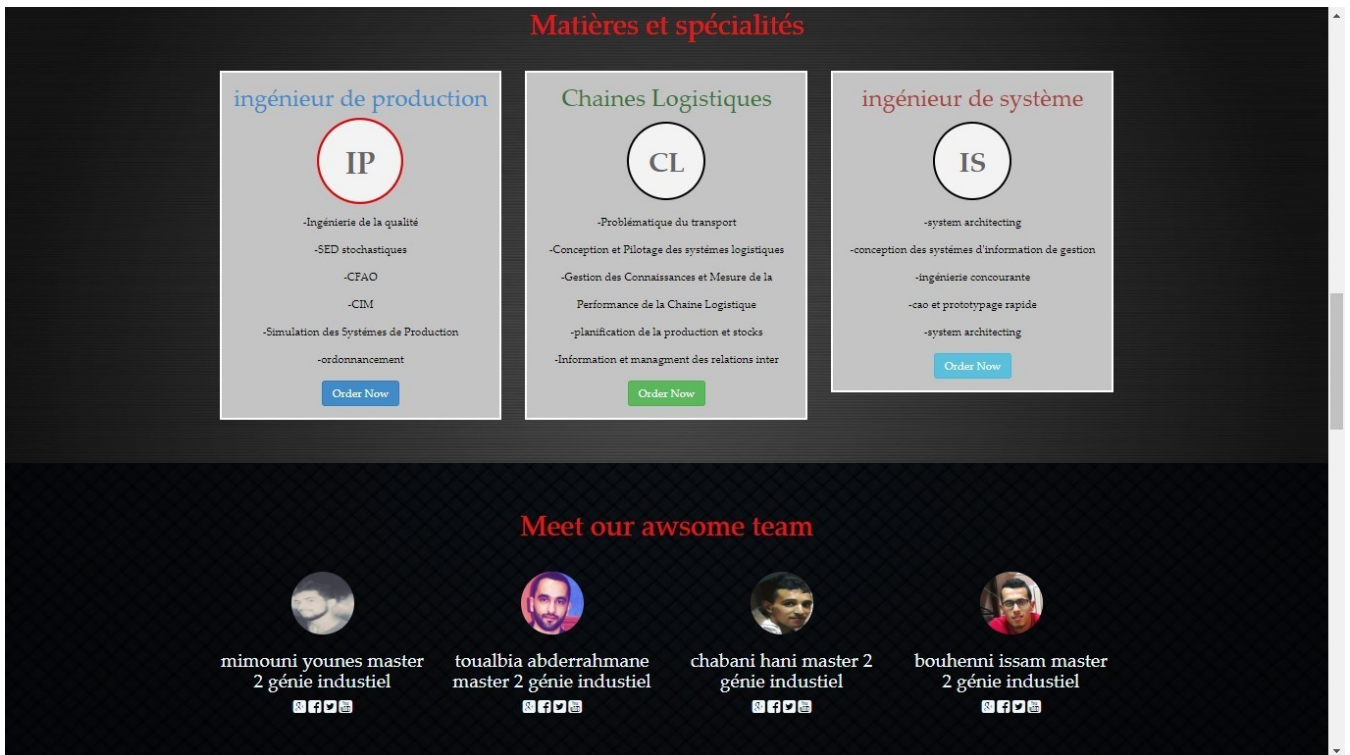 Matières et spécialités
ingénieur de production
IP
-Ingénierie de la qualité
-SED stochastiques
-CFAO
-CIM
-Simulation des Systémes de Production
-ordonnancement
Order Now
Chaines Logistiques
CL
-Problématique du transport
-Conception et Pilotage des systémes logistiques
-Gestion des Connaissances et Mesure de la
Performance de la Chaine Logistique
-planification de la production et stocks
-Information et managment des relations inter
Order Now
ingénieur de système
IS
-system architecting
-conception des systémes d'information de gestion
-ingénierie concourante
-cao et prototypage rapide
-system architecting
Order Now
Meet our awsome team
mimouni younes master
2 génie industiel
toualbia abderrahmane
master 2 génie industiel
chabani hani master 2
génie industiel
bouhenni issam master
2 génie industiel